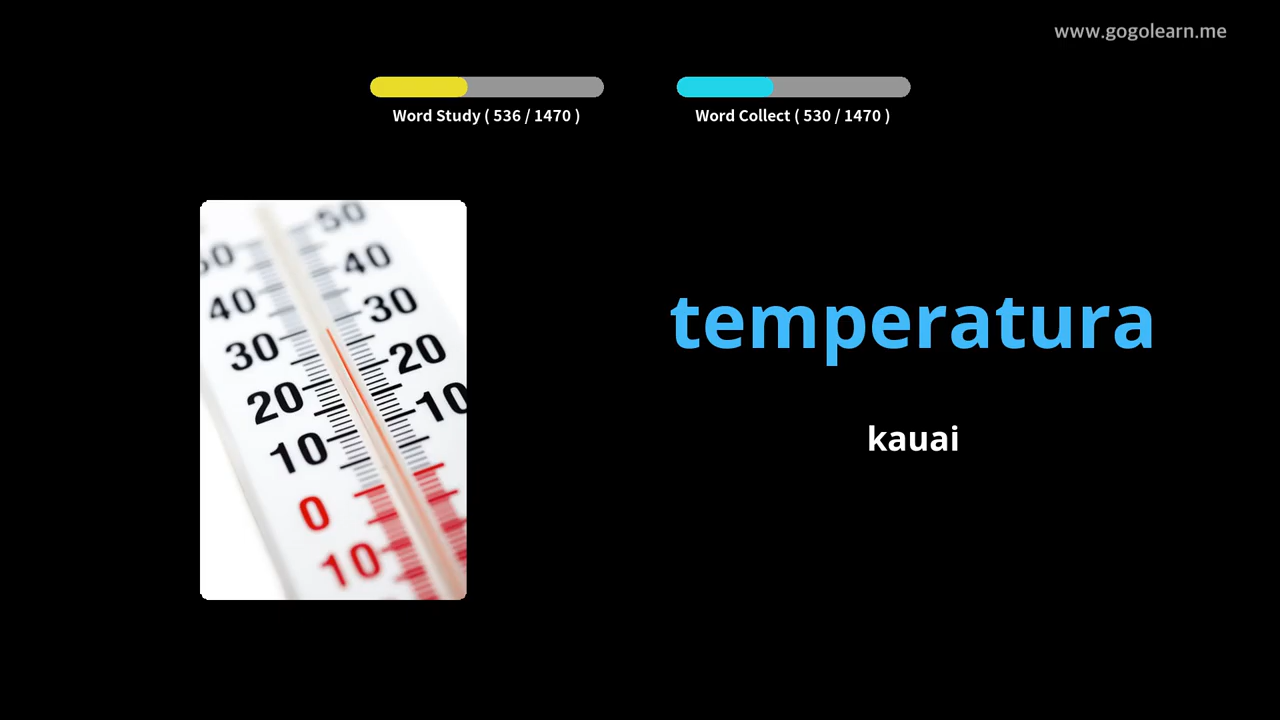 www.gogolearn.me
Word Study ( 536 / 1470 )
Word Collect ( 530 / 1470 )
50
50
40
40
30
30
20
20
10
10
0
10
temperatura
kauai